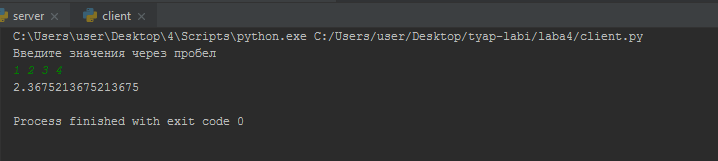 server client
C:\Users\user\Desktop\4\Scripts\python.exe C:/Users/user/Desktop/tyap-labi/laba4/client.py
Введите значения через пробел
1 2 3 4
2.3675213675213675
Process finished with exit code 0